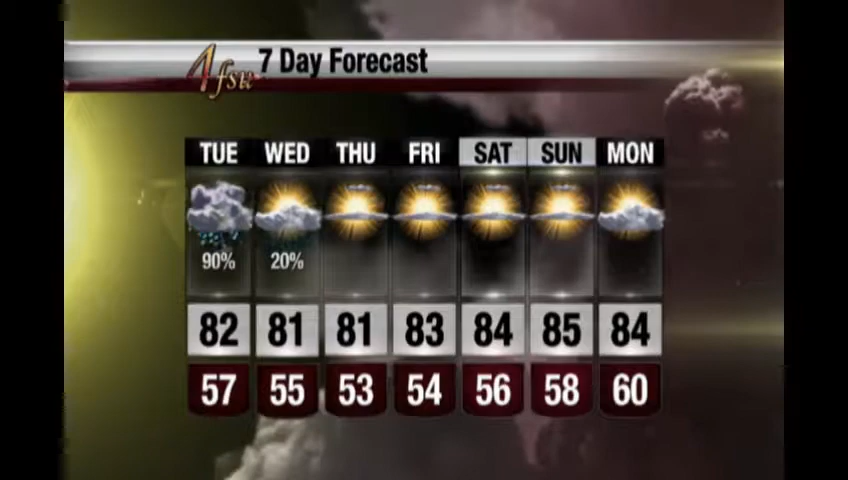 4fsu 7 Day Forecast
TUE WED THU FRI SAT SUN MON
90% 20%
82 81 81 83 84 85 84
57 55 53 54 56 58 60